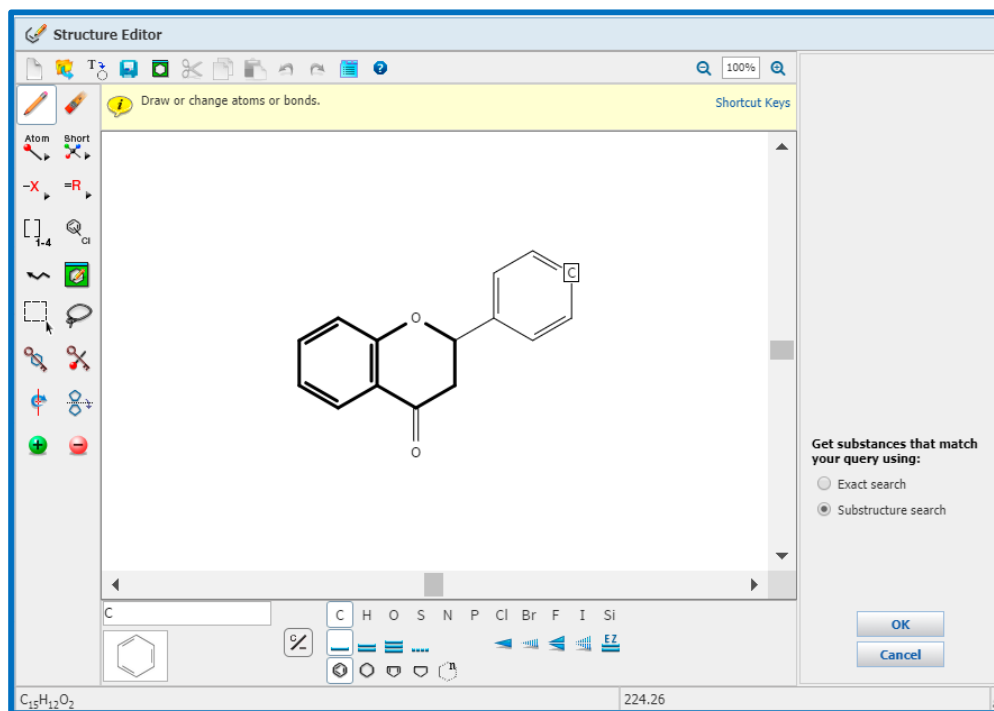 Structure Editor
T
100%
Draw or change atoms or bonds.
Shortcut Keys
Atom
Short
-X
=R
[ ]
1-4
Cl
C
O
O
Get substances that match
your query using:
Exact search
Substructure search
C
C H O S N P Cl Br F I Si
C/-
EZ
n
OK
Cancel
C₁₅H₁₂O₂
224.26